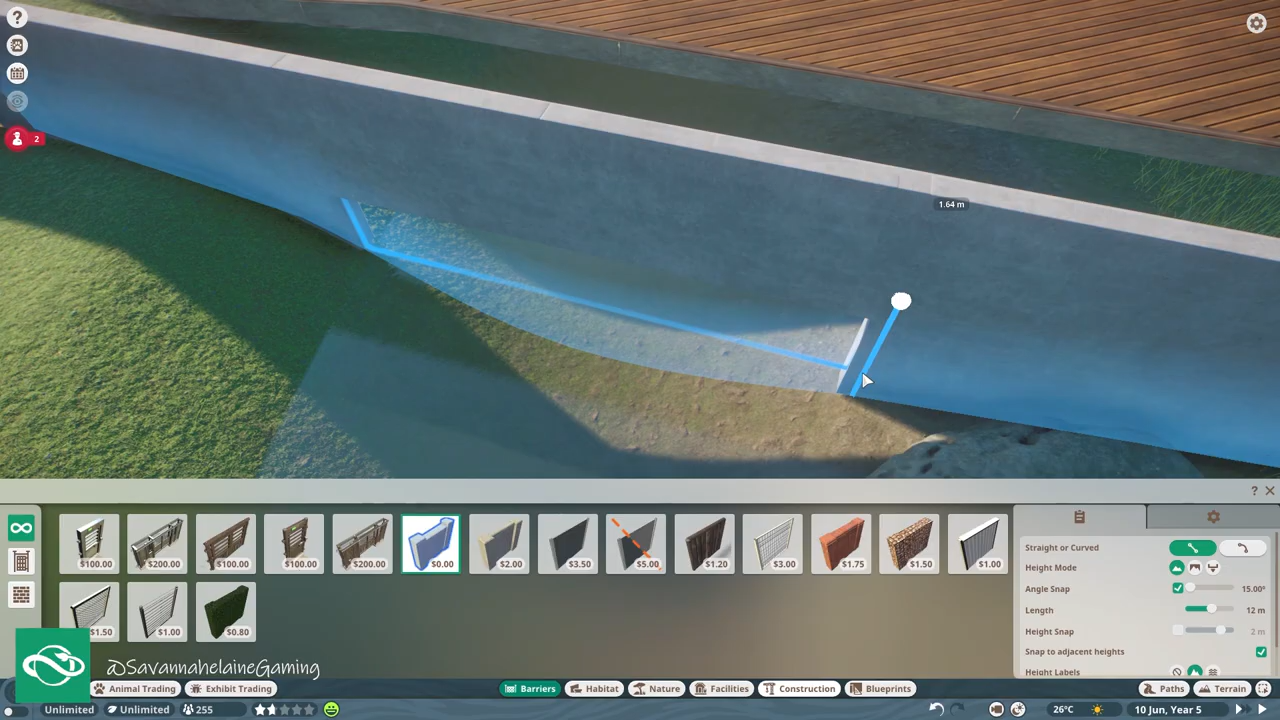 ?
2
1.64 m
?
$100.00 $200.00 $100.00 $100.00 $200.00 $0.00 $2.00 $3.50 $5.00 $1.20 $3.00 $1.75 $1.50 $1.00
$1.50 $1.00 $0.80
Straight or Curved
Height Mode
Angle Snap 15.00°
Length 12 m
Height Snap 2 m
Snap to adjacent heights
Height Labels
@SavannahelaineGaming
Animal Trading Exhibit Trading Barriers Habitat Nature Facilities Construction Blueprints Paths Terrain
Unlimited Unlimited 255 26°C 10 Jun, Year 5